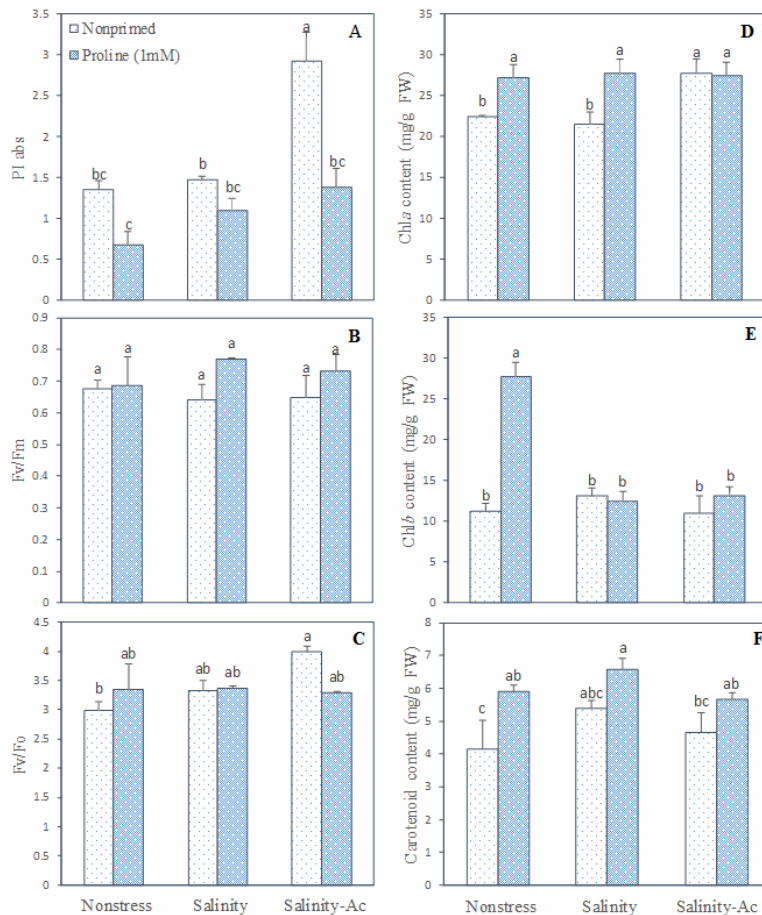 Nonprimed
Proline (1mM)
A
PI abs
3.5
3
2.5
2
1.5
1
0.5
0
bc
c
b
bc
a
bc
B
Fv/Fm
0.9
0.8
0.7
0.6
0.5
0.4
0.3
0.2
0.1
0
a
a
a
a
a
a
C
Fv/Fo
4.5
4
3.5
3
2.5
2
1.5
1
0.5
0
b
ab
ab
ab
a
ab
Nonstress
Salinity
Salinity-Ac
D
Chla content (mg/g FW)
35
30
25
20
15
10
5
0
b
a
b
a
a
a
E
Chlb content (mg/g FW)
35
30
25
20
15
10
5
0
b
a
b
b
b
b
F
Carotenoid content (mg/g FW)
8
7
6
5
4
3
2
1
0
c
ab
abc
a
bc
ab
Nonstress
Salinity
Salinity-Ac